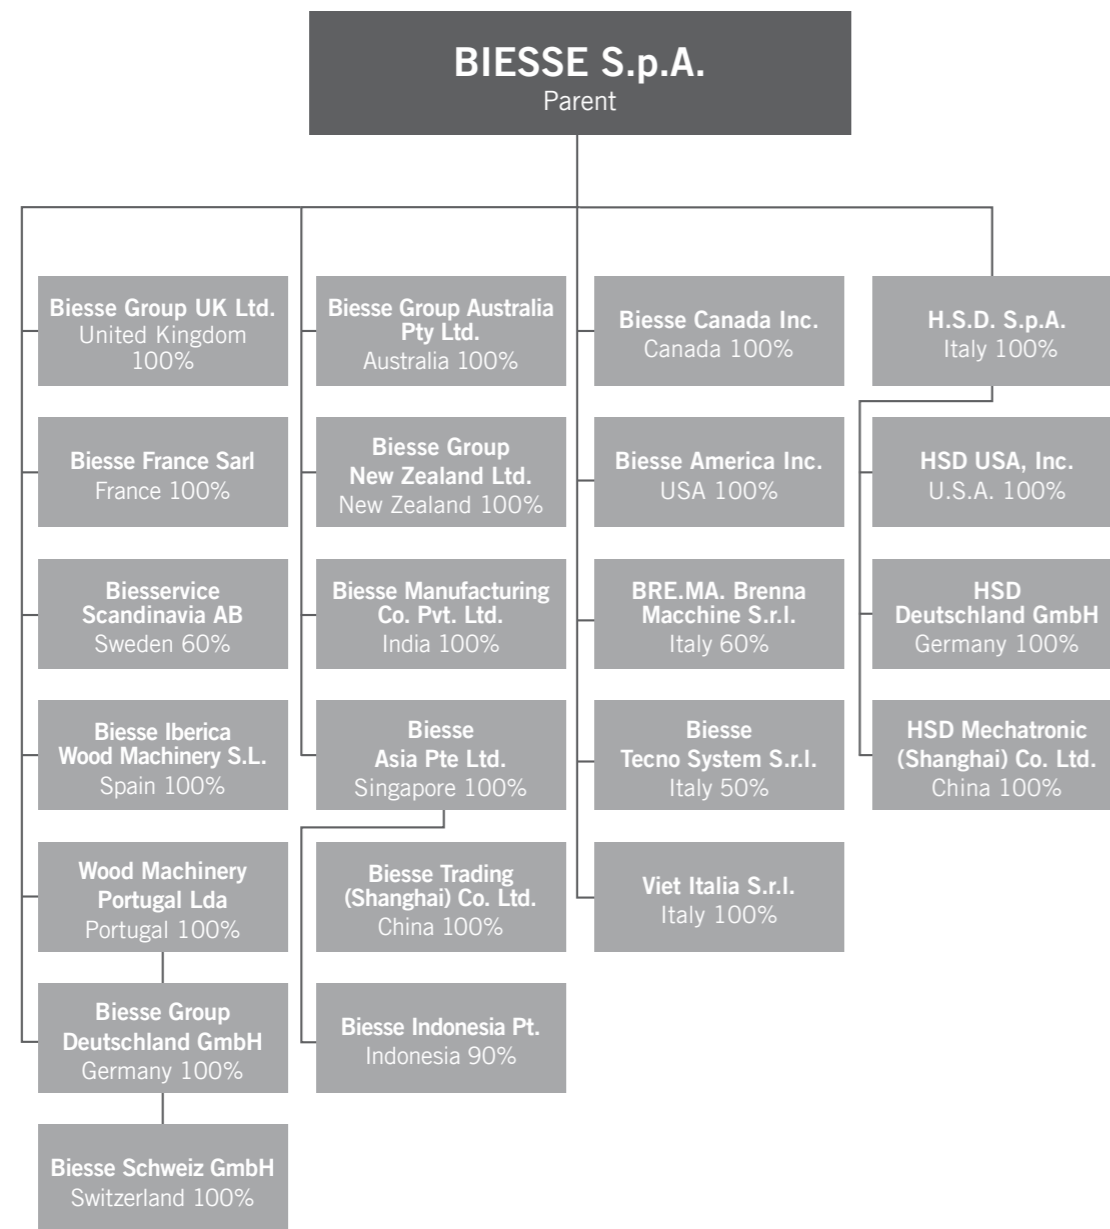 BIESSE S.p.A.
Parent
Biesse Group UK Ltd.
United Kingdom
100%
Biesse France Sarl
France 100%
Biesservice
Scandinavia AB
Sweden 60%
Biesse Iberica
Wood Machinery S.L.
Spain 100%
Wood Machinery
Portugal Lda
Portugal 100%
Biesse Group
Deutschland GmbH
Germany 100%
Biesse Schweiz GmbH
Switzerland 100%
Biesse Group Australia
Pty Ltd.
Australia 100%
Biesse Group
New Zealand Ltd.
New Zealand 100%
Biesse Manufacturing
Co. Pvt. Ltd.
India 100%
Biesse
Asia Pte Ltd.
Singapore 100%
Biesse Trading
(Shanghai) Co. Ltd.
China 100%
Biesse Indonesia Pt.
Indonesia 90%
Biesse Canada Inc.
Canada 100%
Biesse America Inc.
USA 100%
BRE.MA. Brenna
Macchine S.r.l.
Italy 60%
Biesse
Tecno System S.r.l.
Italy 50%
Viet Italia S.r.l.
Italy 100%
H.S.D. S.p.A.
Italy 100%
HSD USA, Inc.
U.S.A. 100%
HSD
Deutschland GmbH
Germany 100%
HSD Mechatronic
(Shanghai) Co. Ltd.
China 100%